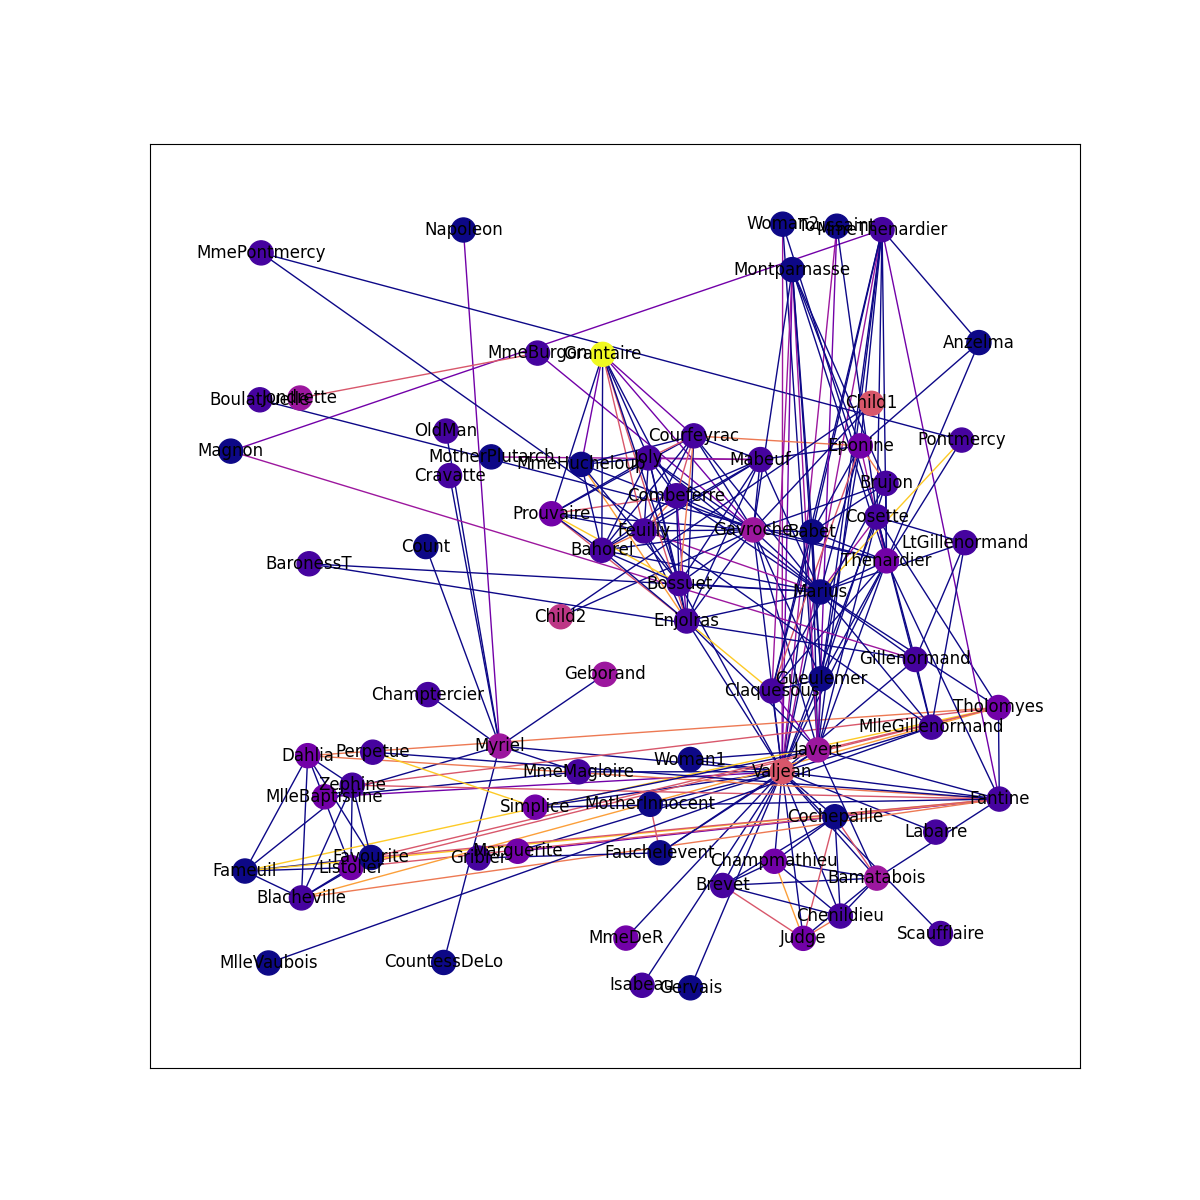 Napoleon
Woman2
Toussaint
MmeThenardier
MmePontmercy
Montparnasse
Anzelma
MmeBurgon
Grantaire
Boulatruelle
Jondrette
Child1
OldMan
Courfeyrac
Pontmercy
Eponine
Magnon
MotherPlutarch
MmeHucheloup
Joly
Mabeuf
Cravatte
Brujon
Combeferre
Prouvaire
Cosette
Feuilly
Gavroche
Babet
Count
Bahorel
LtGillenormand
BaronessT
Thenardier
Bossuet
Marius
Child2
Enjolras
Gillenormand
Geborand
Gueulemer
Champtercier
Claquesous
Tholomyes
MlleGillenormand
Myriel
Dahlia
Perpetue
Javert
Woman1
MmeMagloire
Valjean
Zephine
MlleBaptistine
Simplice
MotherInnocent
Fantine
Cochepaille
Labarre
Favourite
Gribier
Marguerite
Fauchelevent
Champmathieu
Fameuil
Listolier
Bamatabois
Brevet
Blacheville
Chenildieu
MmeDeR
Judge
Scaufflaire
MlleVaubois
CountessDeLo
Isabeau
Gervais